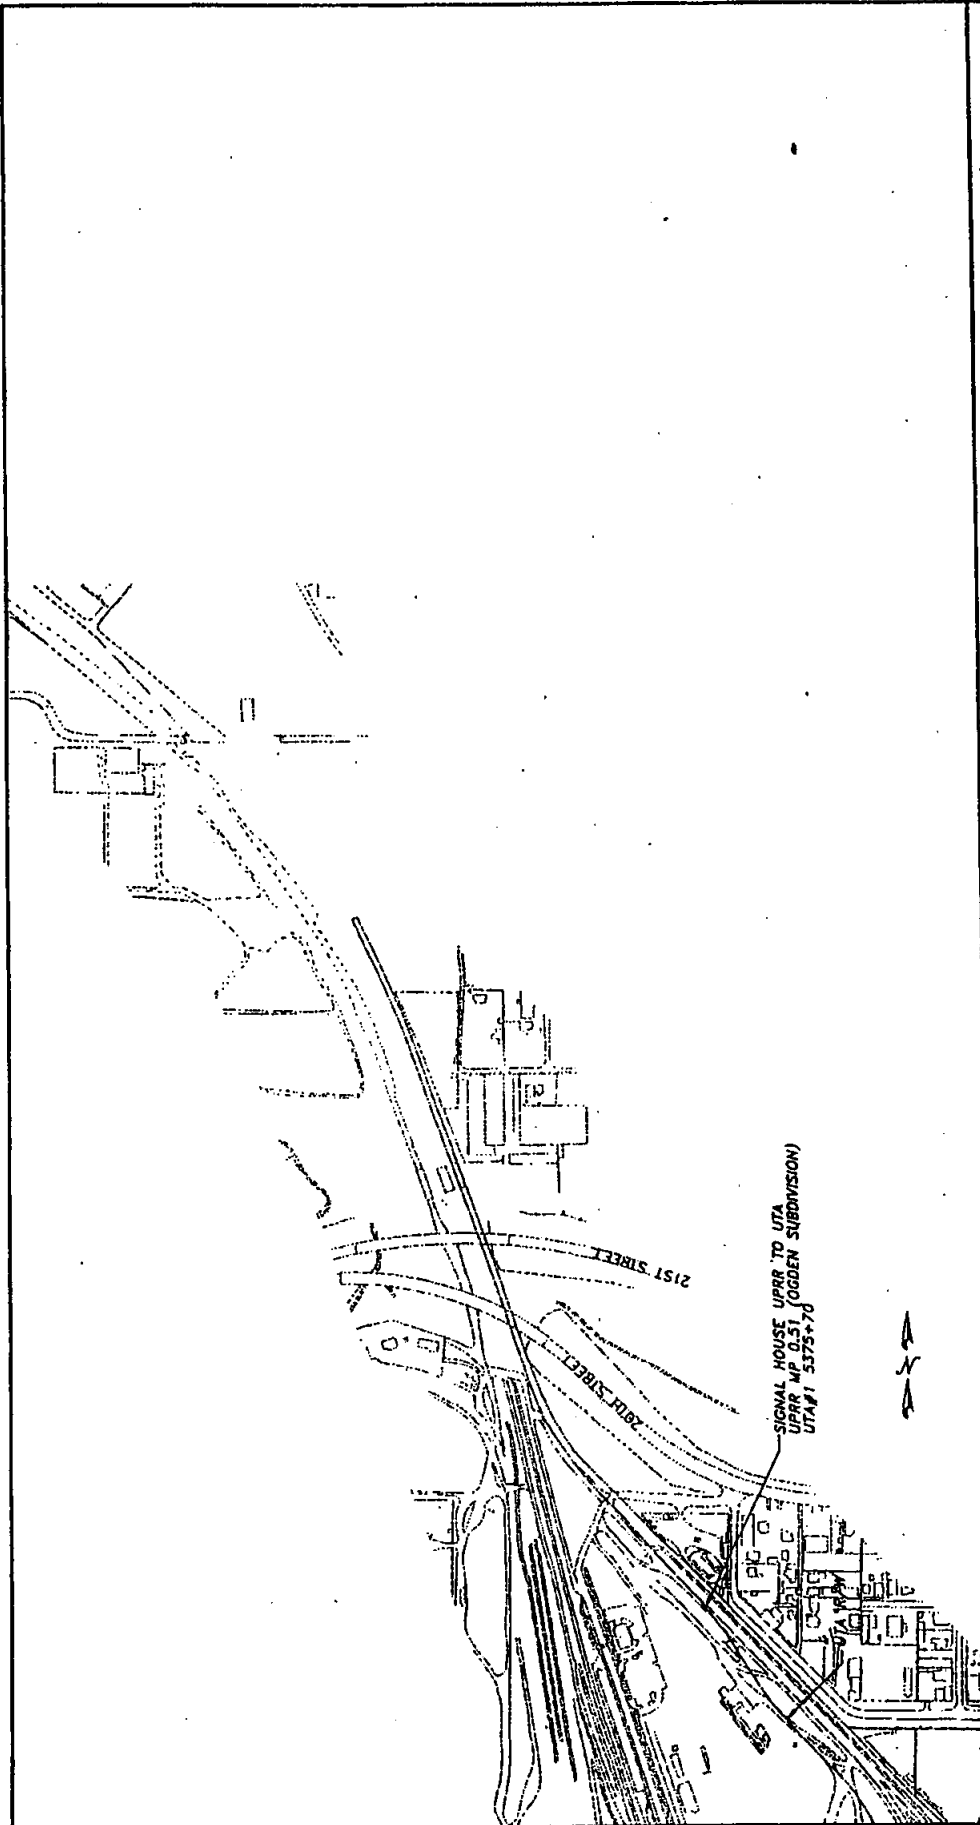 21ST STREET
20TH STREET
SIGNAL HOUSE UPRR TO UTA
UPRR MP 0.51 (OGDEN SUBDIVISION)
UTA#1 5375+70
N
UTA R/W